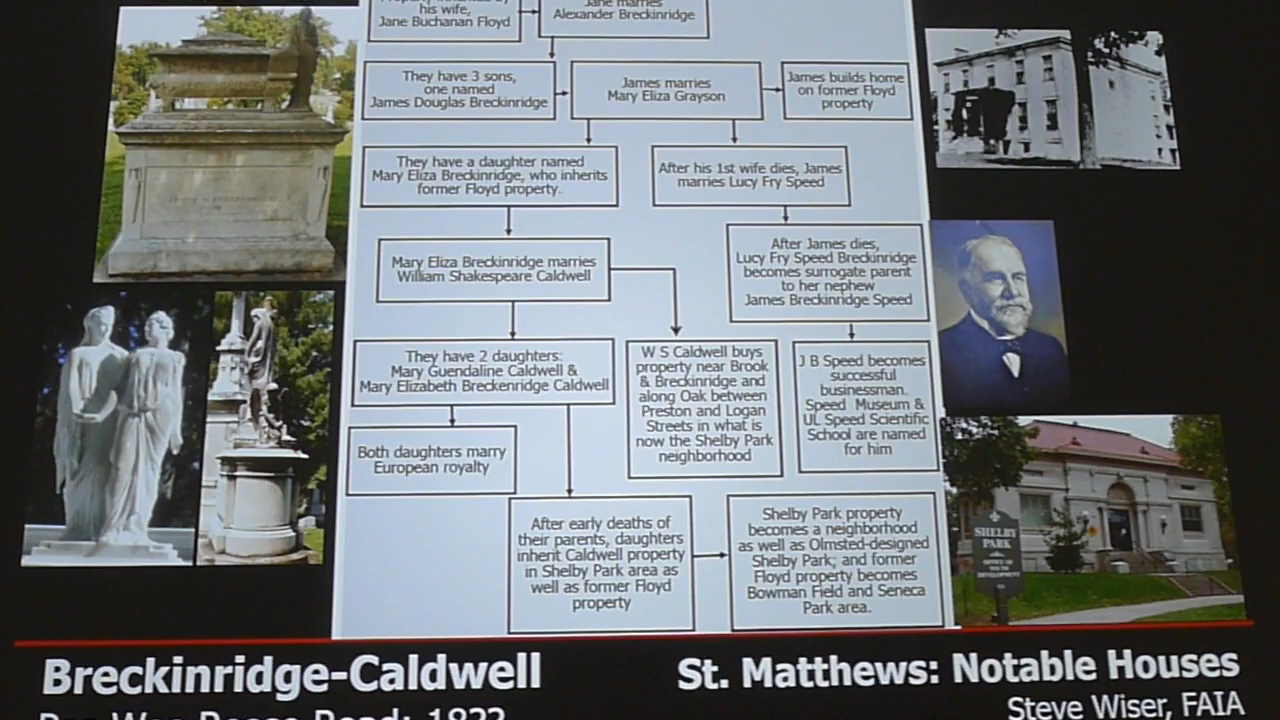 his wife,
Jane Buchanan Floyd
Jane marries
Alexander Breckinridge
They have 3 sons,
one named
James Douglas Breckinridge
James marries
Mary Eliza Grayson
James builds home
on former Floyd
property
They have a daughter named
Mary Eliza Breckinridge, who inherits
former Floyd property.
After his 1st wife dies, James
marries Lucy Fry Speed
Mary Eliza Breckinridge marries
William Shakespeare Caldwell
After James dies,
Lucy Fry Speed Breckinridge
becomes surrogate parent
to her nephew
James Breckinridge Speed
They have 2 daughters:
Mary Guendaline Caldwell &
Mary Elizabeth Breckenridge Caldwell
W S Caldwell buys
property near Brook
& Breckinridge and
along Oak between
Preston and Logan
Streets in what is
now the Shelby Park
neighborhood
J B Speed becomes
successful
businessman.
Speed Museum &
UL Speed Scientific
School are named
for him
Both daughters marry
European royalty
After early deaths of
their parents, daughters
inherit Caldwell property
in Shelby Park area as
well as former Floyd
property
Shelby Park property
becomes a neighborhood
as well as Olmsted-designed
Shelby Park; and former
Floyd property becomes
Bowman Field and Seneca
Park area.
SHELBY
PARK
OFFICE OF
YOUTH
DEVELOPMENT
Breckinridge-Caldwell
St. Matthews: Notable Houses
Steve Wiser, FAIA